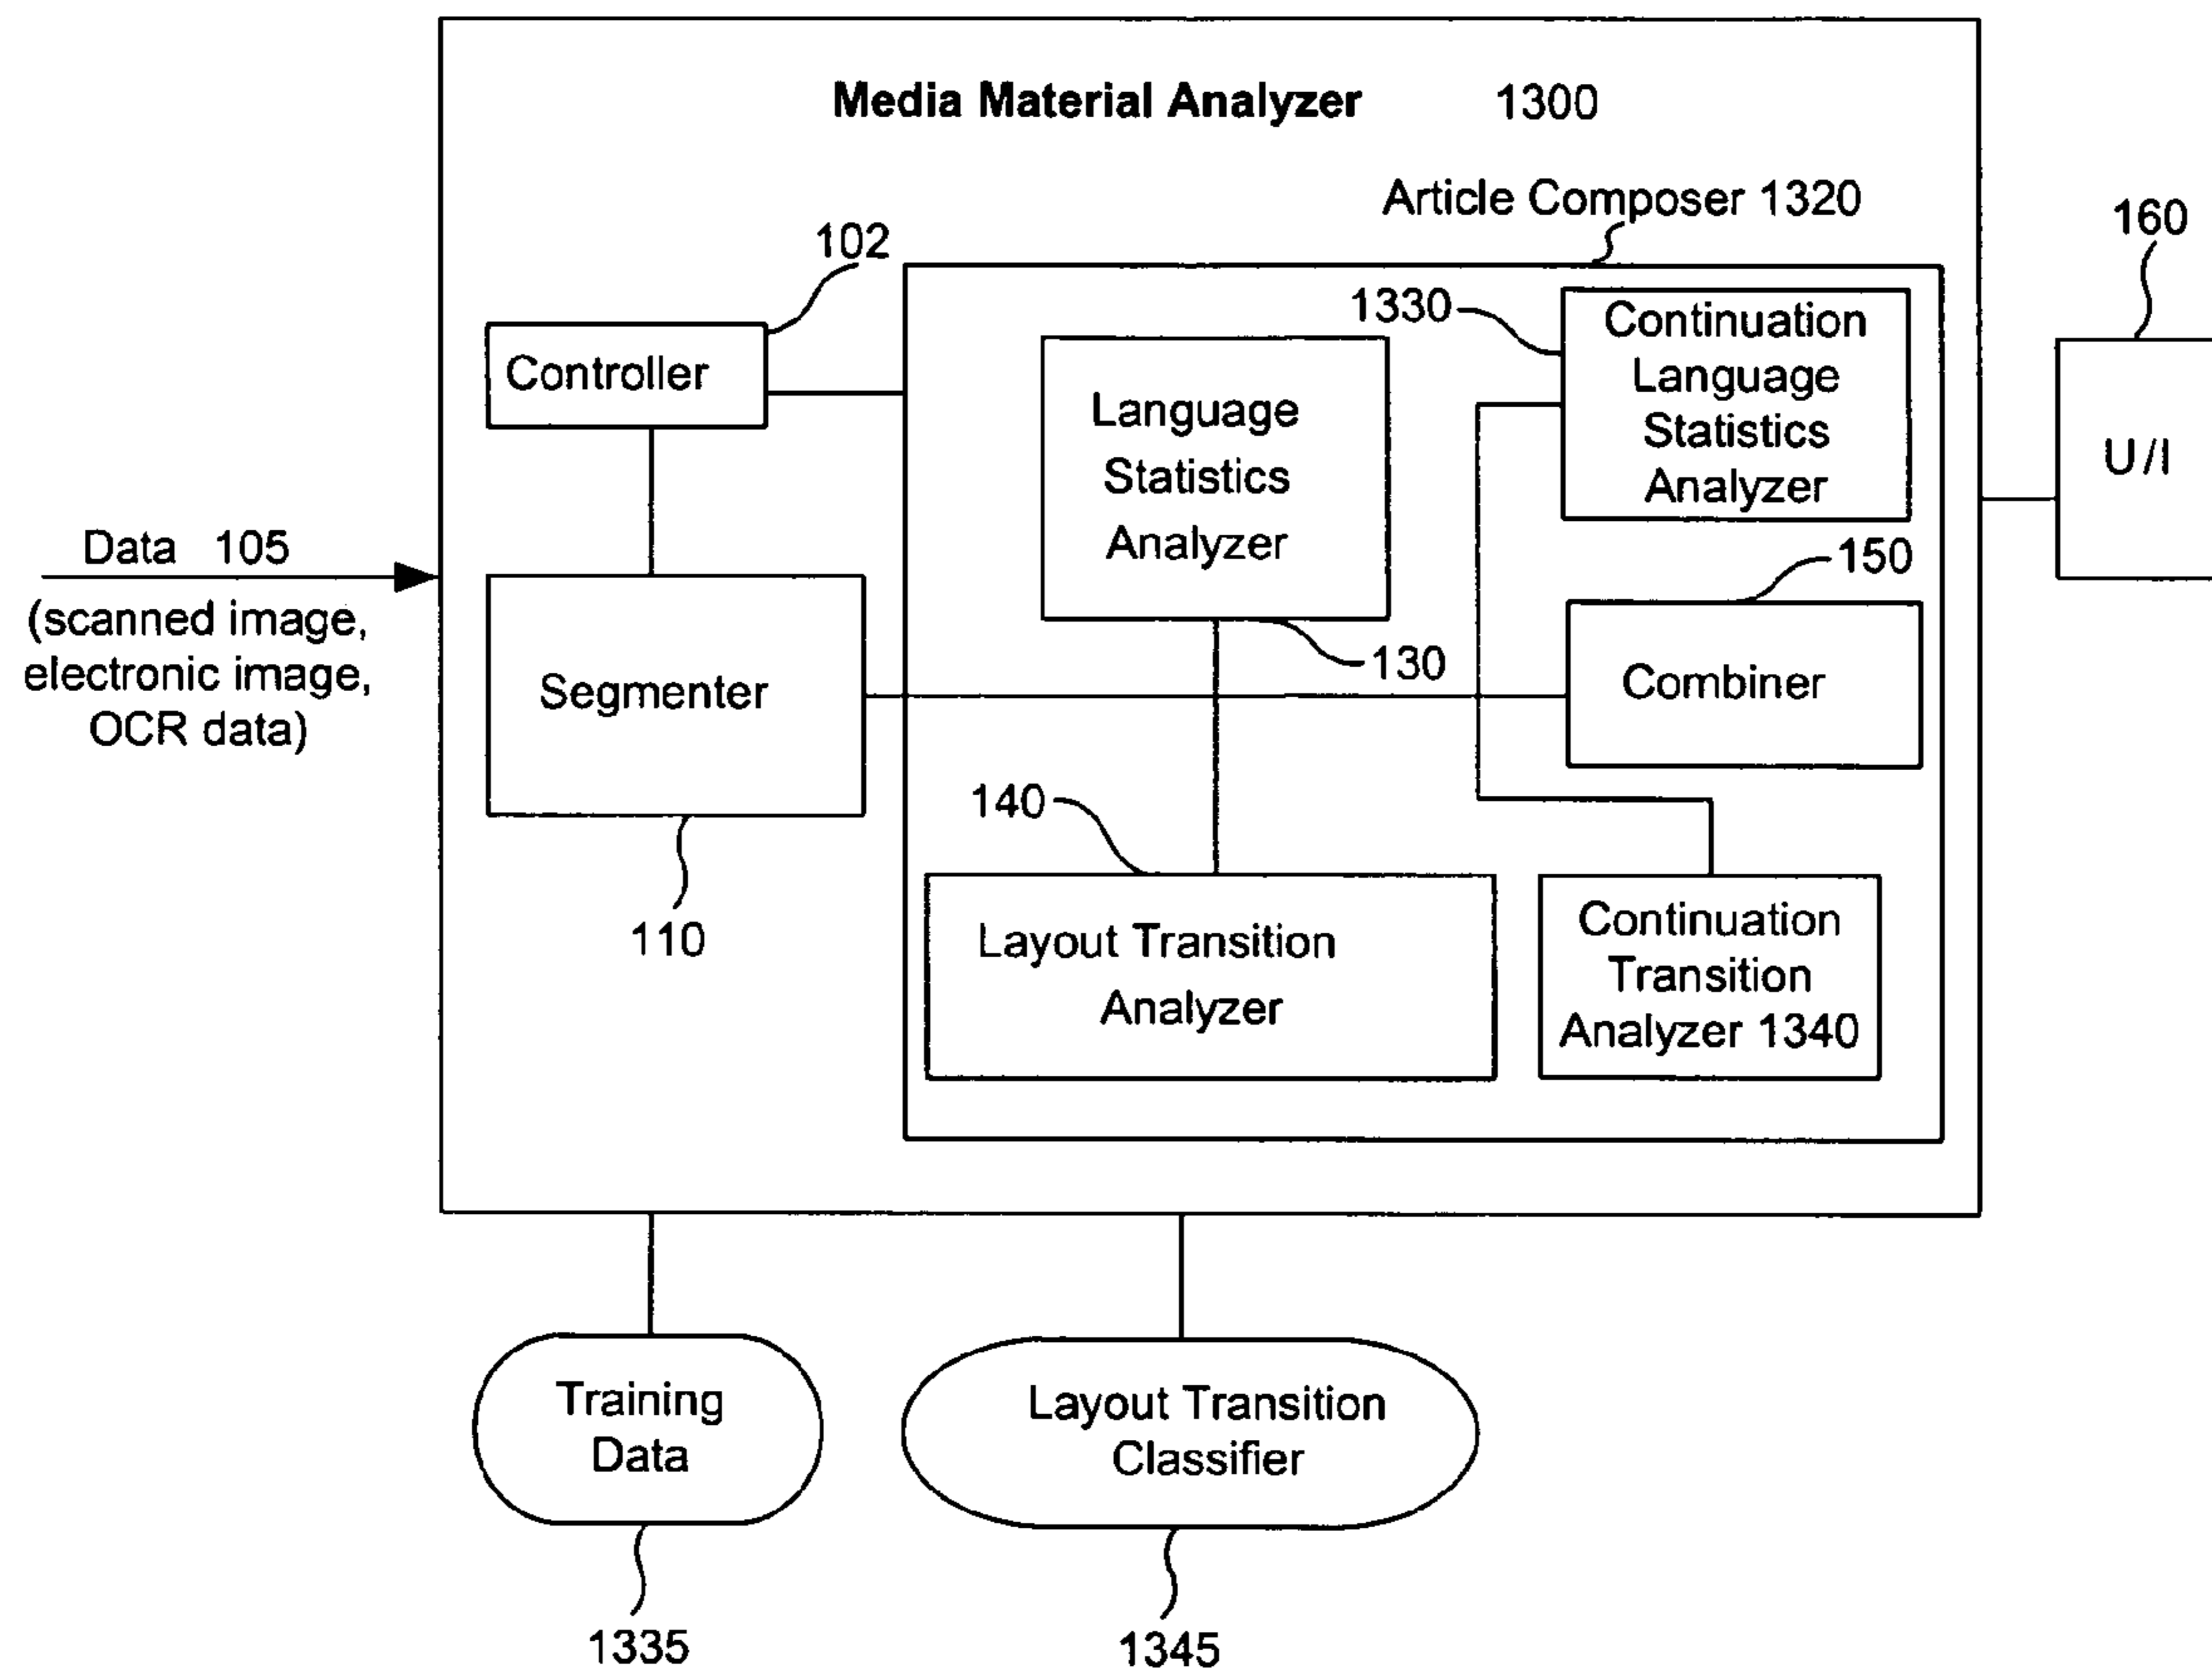 Media Material Analyzer 1300
Article Composer 1320
102
160
1330
Controller
Continuation
Language
Statistics
Analyzer
Language
Statistics
Analyzer
U/I
Data 105
(scanned image,
electronic image,
OCR data)
150
130
Segmenter
Combiner
140
110
Layout Transition
Analyzer
Continuation
Transition
Analyzer 1340
Training
Data
Layout Transition
Classifier
1335
1345